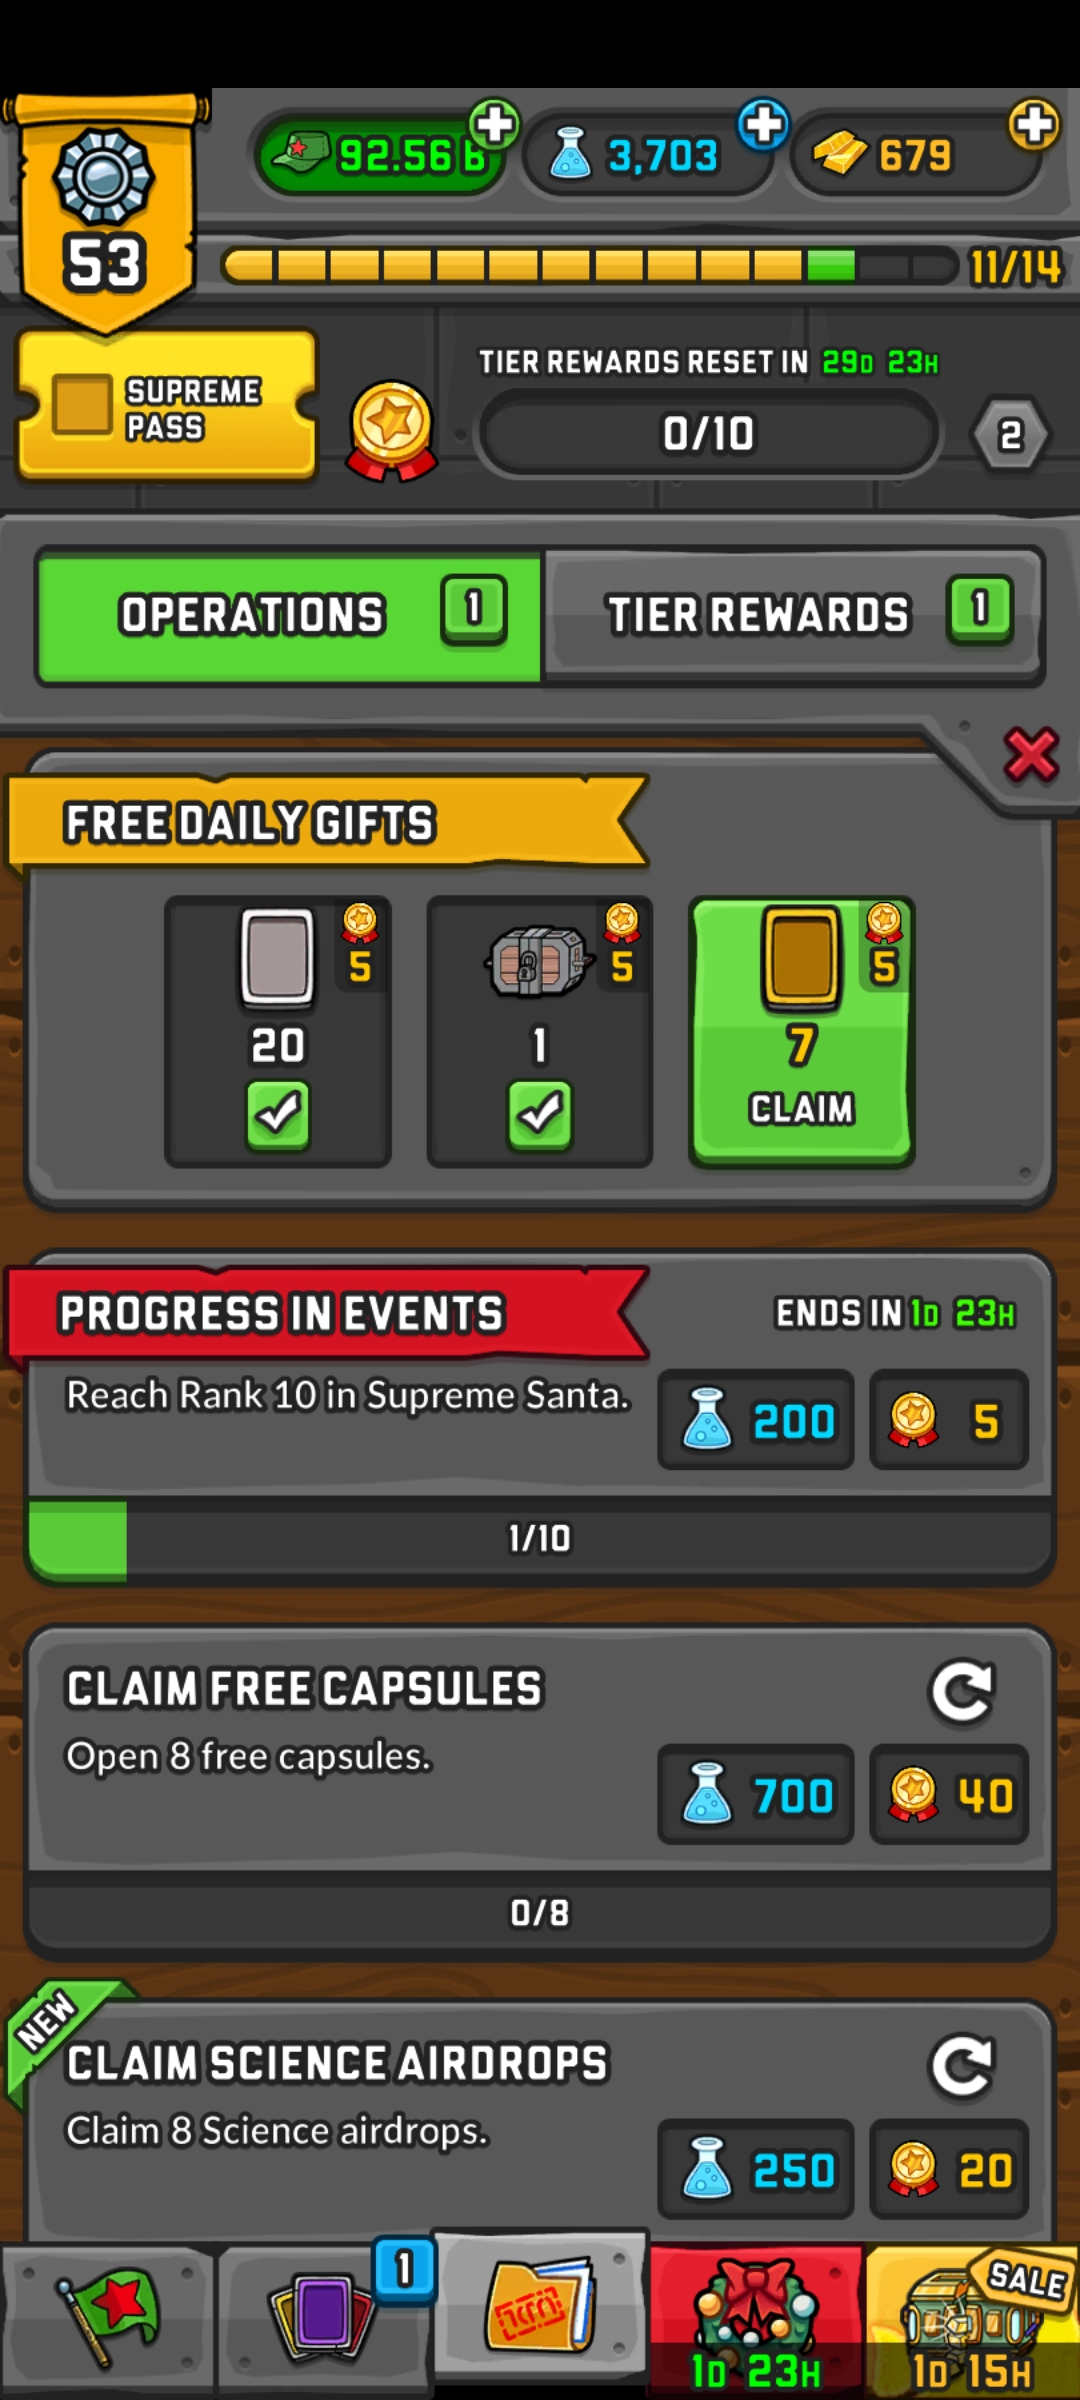 92.56 B
3,703
679
53
11/14
SUPREME
PASS
TIER REWARDS RESET IN 29D 23H
0/10
2
OPERATIONS
1
TIER REWARDS
1
FREE DAILY GIFTS
5
5
5
20
1
7
CLAIM
PROGRESS IN EVENTS
ENDS IN 1D 23H
Reach Rank 10 in Supreme Santa.
200
5
1/10
CLAIM FREE CAPSULES
Open 8 free capsules.
700
40
0/8
NEW
CLAIM SCIENCE AIRDROPS
Claim 8 Science airdrops.
250
20
1
SALE
1D 23H
1D 15H